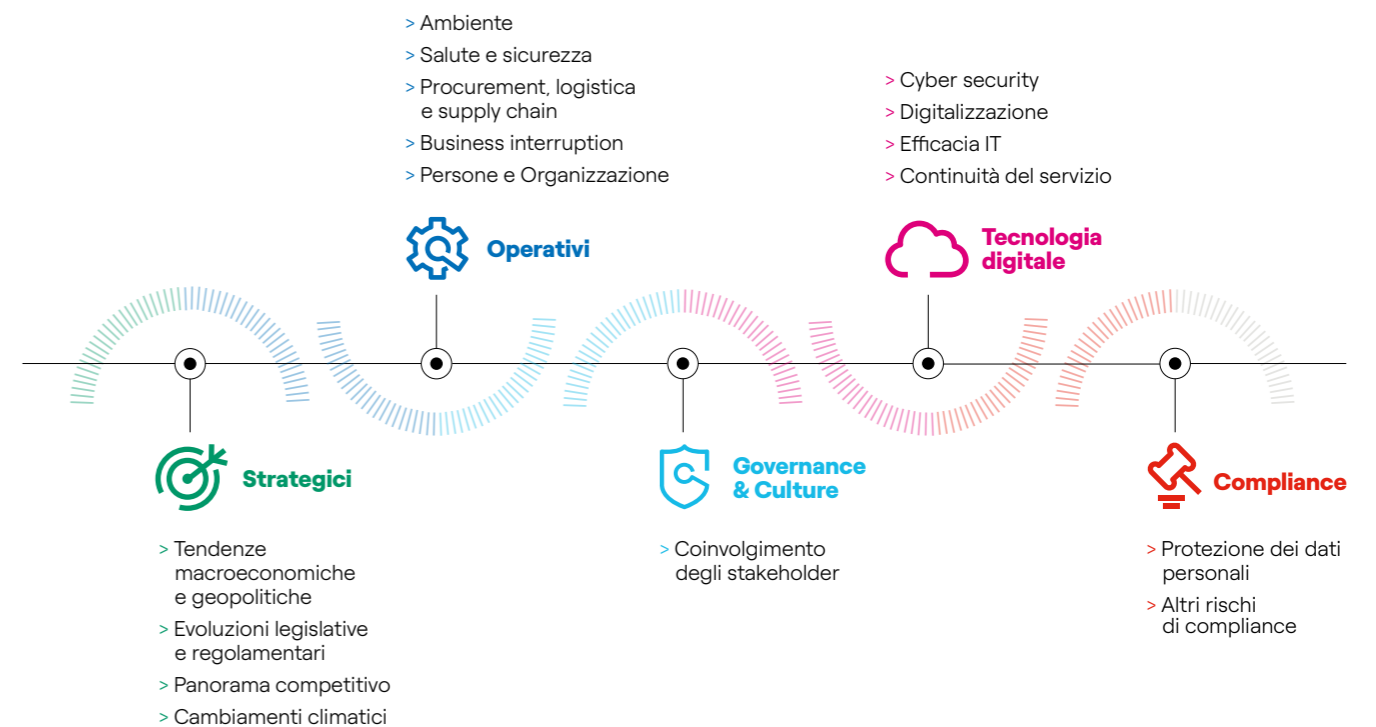 > Ambiente
> Salute e sicurezza
> Procurement, logistica
e supply chain
> Business interruption
> Persone e Organizzazione
Operativi
> Cyber security
> Digitalizzazione
> Efficacia IT
> Continuità del servizio
Tecnologia
digitale
Strategici
> Tendenze
macroeconomiche
e geopolitiche
> Evoluzioni legislative
e regolamentari
> Panorama competitivo
> Cambiamenti climatici
Governance
& Culture
> Coinvolgimento
degli stakeholder
Compliance
> Protezione dei dati
personali
> Altri rischi
di compliance